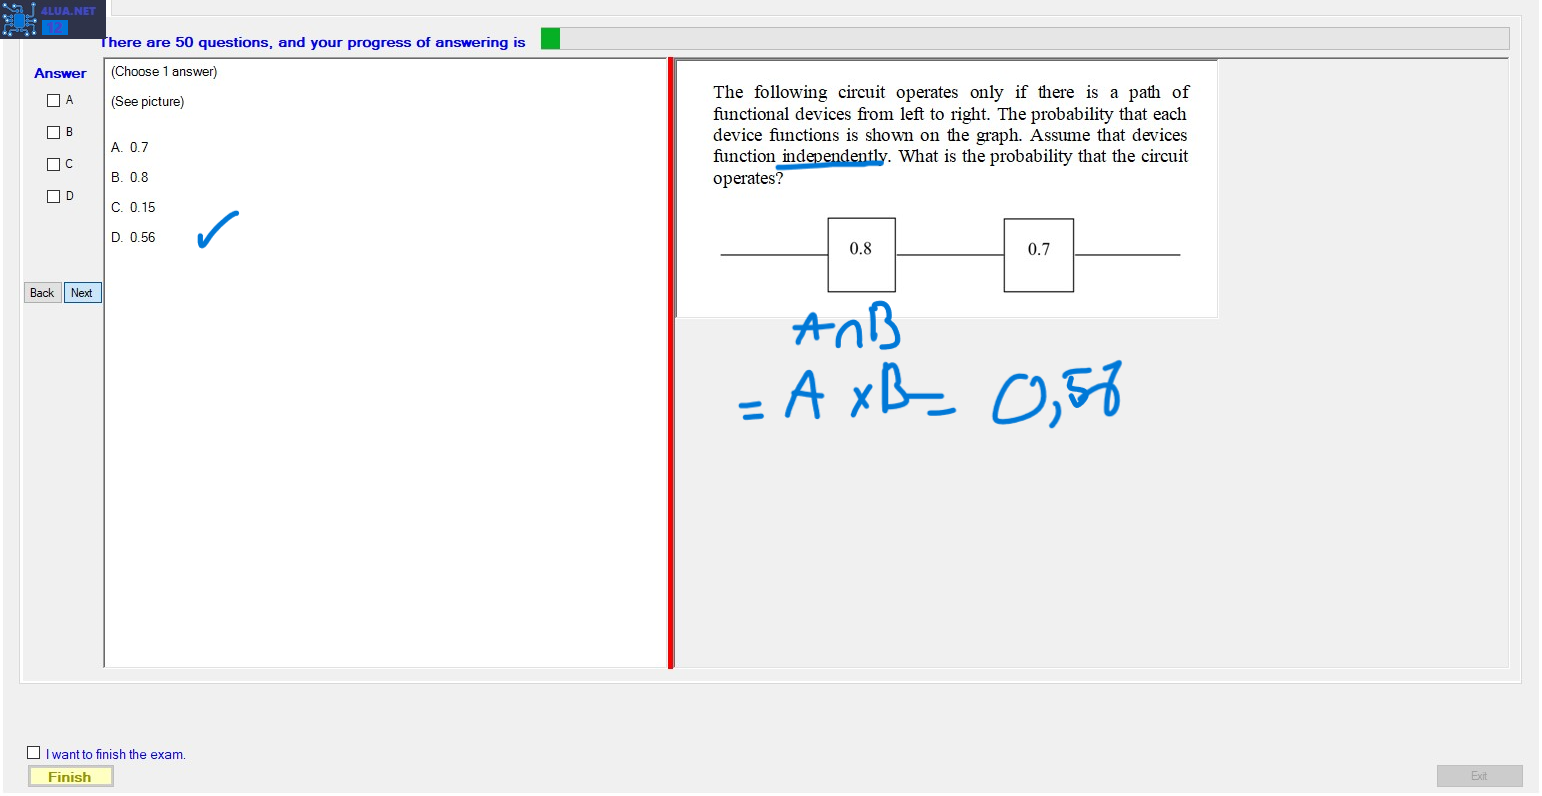 4LUA.NET
12
There are 50 questions, and your progress of answering is
Answer
A
B
C
D
Back Next
(Choose 1 answer)
(See picture)
A. 0.7
B. 0.8
C. 0.15
D. 0.56
The following circuit operates only if there is a path of
functional devices from left to right. The probability that each
device functions is shown on the graph. Assume that devices
function independently. What is the probability that the circuit
operates?
0.8 0.7
A∩B
= A × B = 0,56
I want to finish the exam.
Finish
Exit